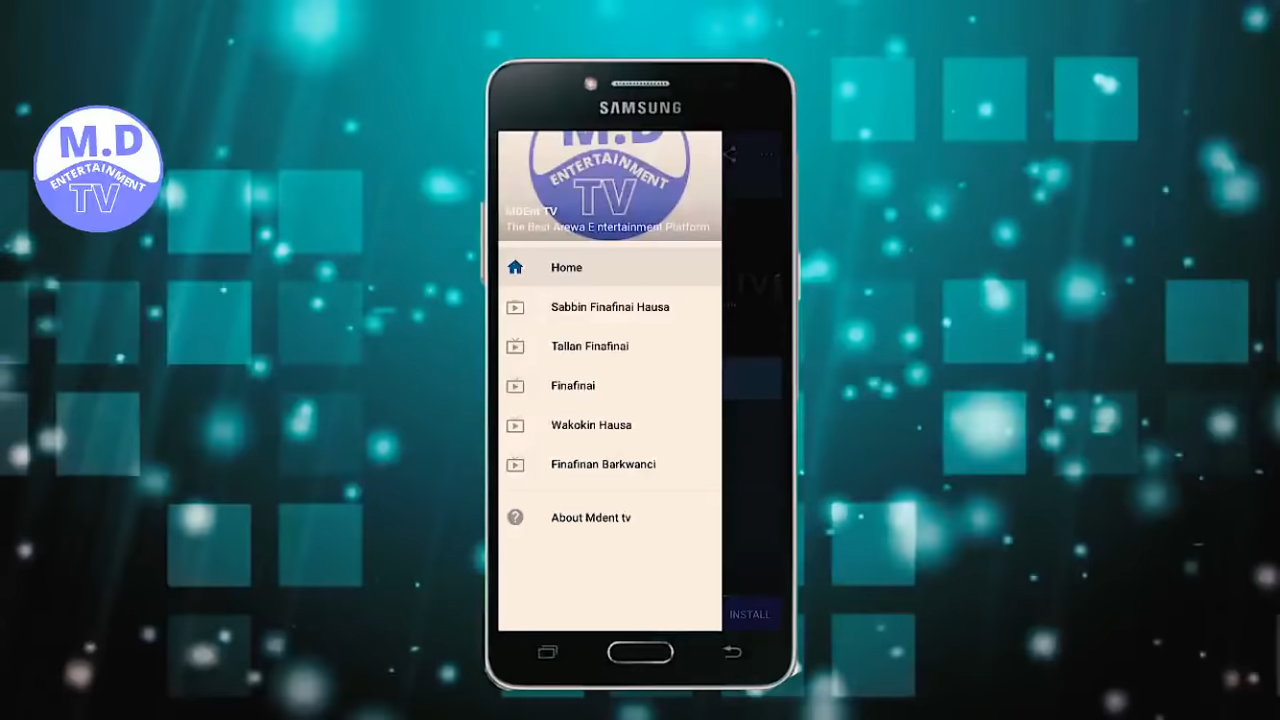 M.D
ENTERTAINMENT
TV
SAMSUNG
M.D
ENTERTAINMENT
TV
MDEnt TV
The Best Arewa Entertainment Platform
Home
Sabbin Finafinai Hausa
Tallan Finafinai
Finafinai
Wakokin Hausa
Finafinan Barkwanci
About Mdent tv
INSTALL